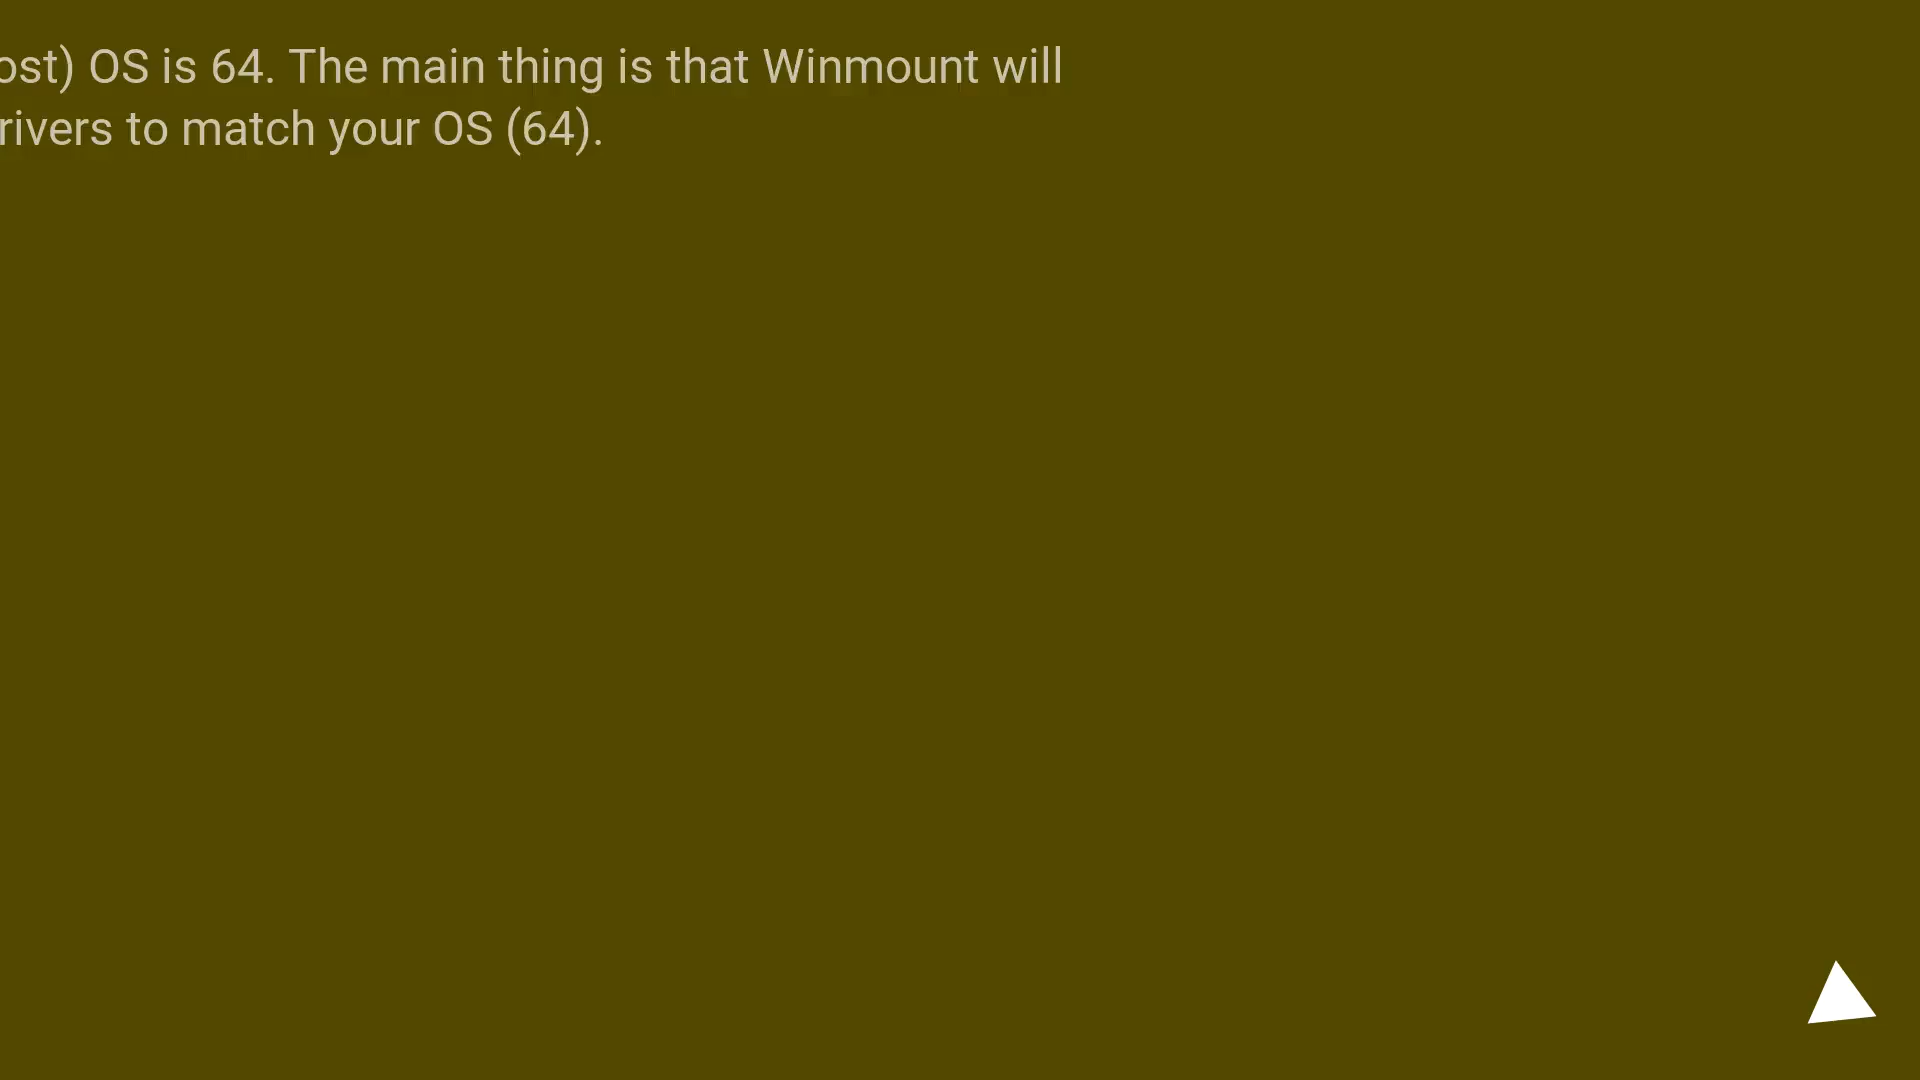 ost) OS is 64. The main thing is that Winmount will
rivers to match your OS (64).